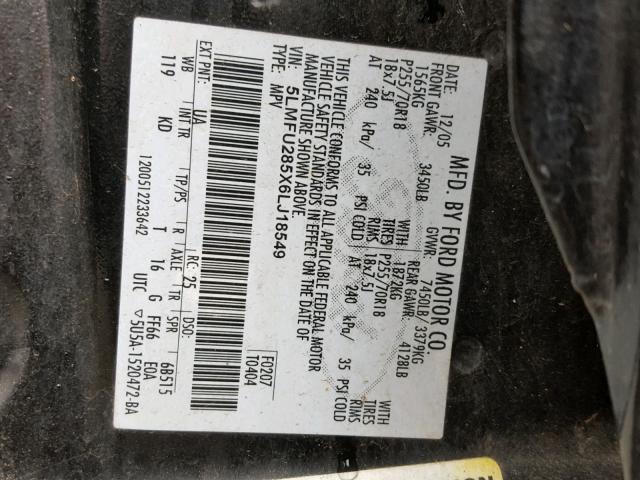 MFD. BY FORD MOTOR CO.
DATE: 12/05 GVWR: 7450LB/ 3379KG
FRONT GAWR: 3450LB REAR GAWR: 4128LB
1565KG WITH 1872KG WITH
P255/70R18 TIRES P255/70R18 TIRES
18x7.5J RIMS 18x7.5J RIMS
AT 240 kPa/ 35 PSI COLD AT 240 kPa/ 35 PSI COLD
THIS VEHICLE CONFORMS TO ALL APPLICABLE FEDERAL MOTOR
VEHICLE SAFETY STANDARDS IN EFFECT ON THE DATE OF
MANUFACTURE SHOWN ABOVE.
VIN: 5LMFU285X6LJ18549 F0207
TYPE: MPV T0404
EXT PNT: UA RC: 25 DSO:
WB INT TR TP/PS R AXLE TR SPR 6B515
119 KD T 16 G FF66 E0A
1200512233642 UTC ▽5U5A-1520472-BA